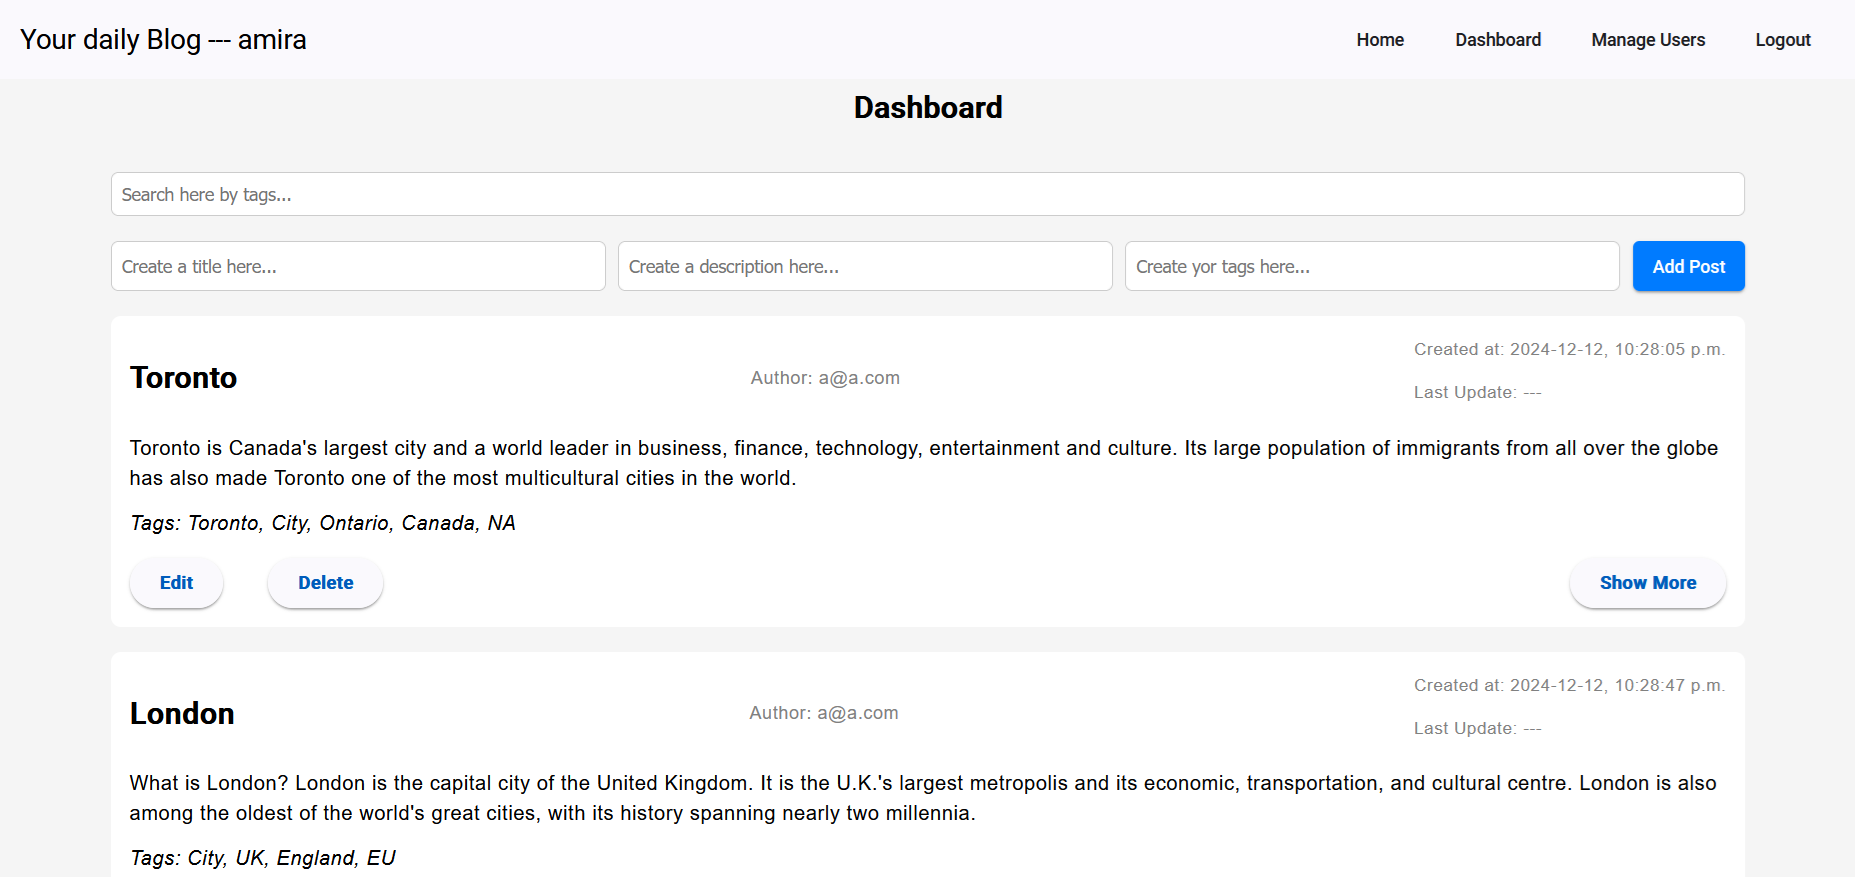 Your daily Blog --- amira
Home
Dashboard
Manage Users
Logout
Dashboard
Search here by tags...
Create a title here...
Create a description here...
Create yor tags here...
Add Post
Toronto
Author: a@a.com
Created at: 2024-12-12, 10:28:05 p.m.
Last Update: ---
Toronto is Canada's largest city and a world leader in business, finance, technology, entertainment and culture. Its large population of immigrants from all over the globe
has also made Toronto one of the most multicultural cities in the world.
Tags: Toronto, City, Ontario, Canada, NA
Edit
Delete
Show More
London
Author: a@a.com
Created at: 2024-12-12, 10:28:47 p.m.
Last Update: ---
What is London? London is the capital city of the United Kingdom. It is the U.K.'s largest metropolis and its economic, transportation, and cultural centre. London is also
among the oldest of the world's great cities, with its history spanning nearly two millennia.
Tags: City, UK, England, EU